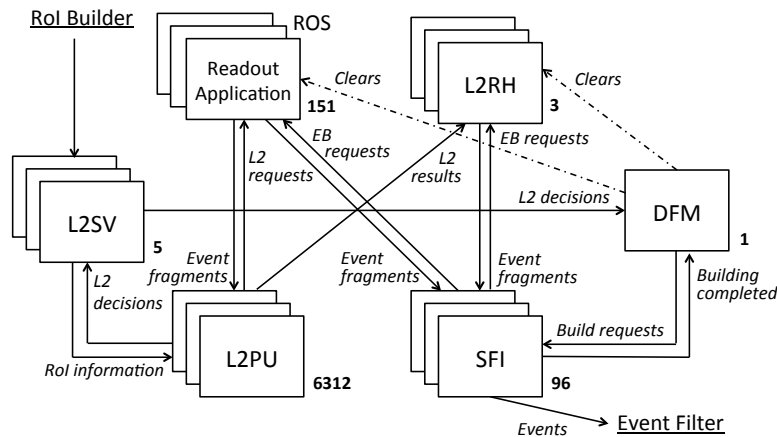 RoI Builder
ROS
Readout
Application
151
Clears
L2RH
3
Clears
L2
requests
EB
requests
L2
results
EB requests
L2SV
5
L2 decisions
DFM
1
L2
decisions
Event
fragments
Event
fragments
Event
fragments
Building
completed
RoI information
L2PU
6312
SFI
96
Build requests
Events
Event Filter